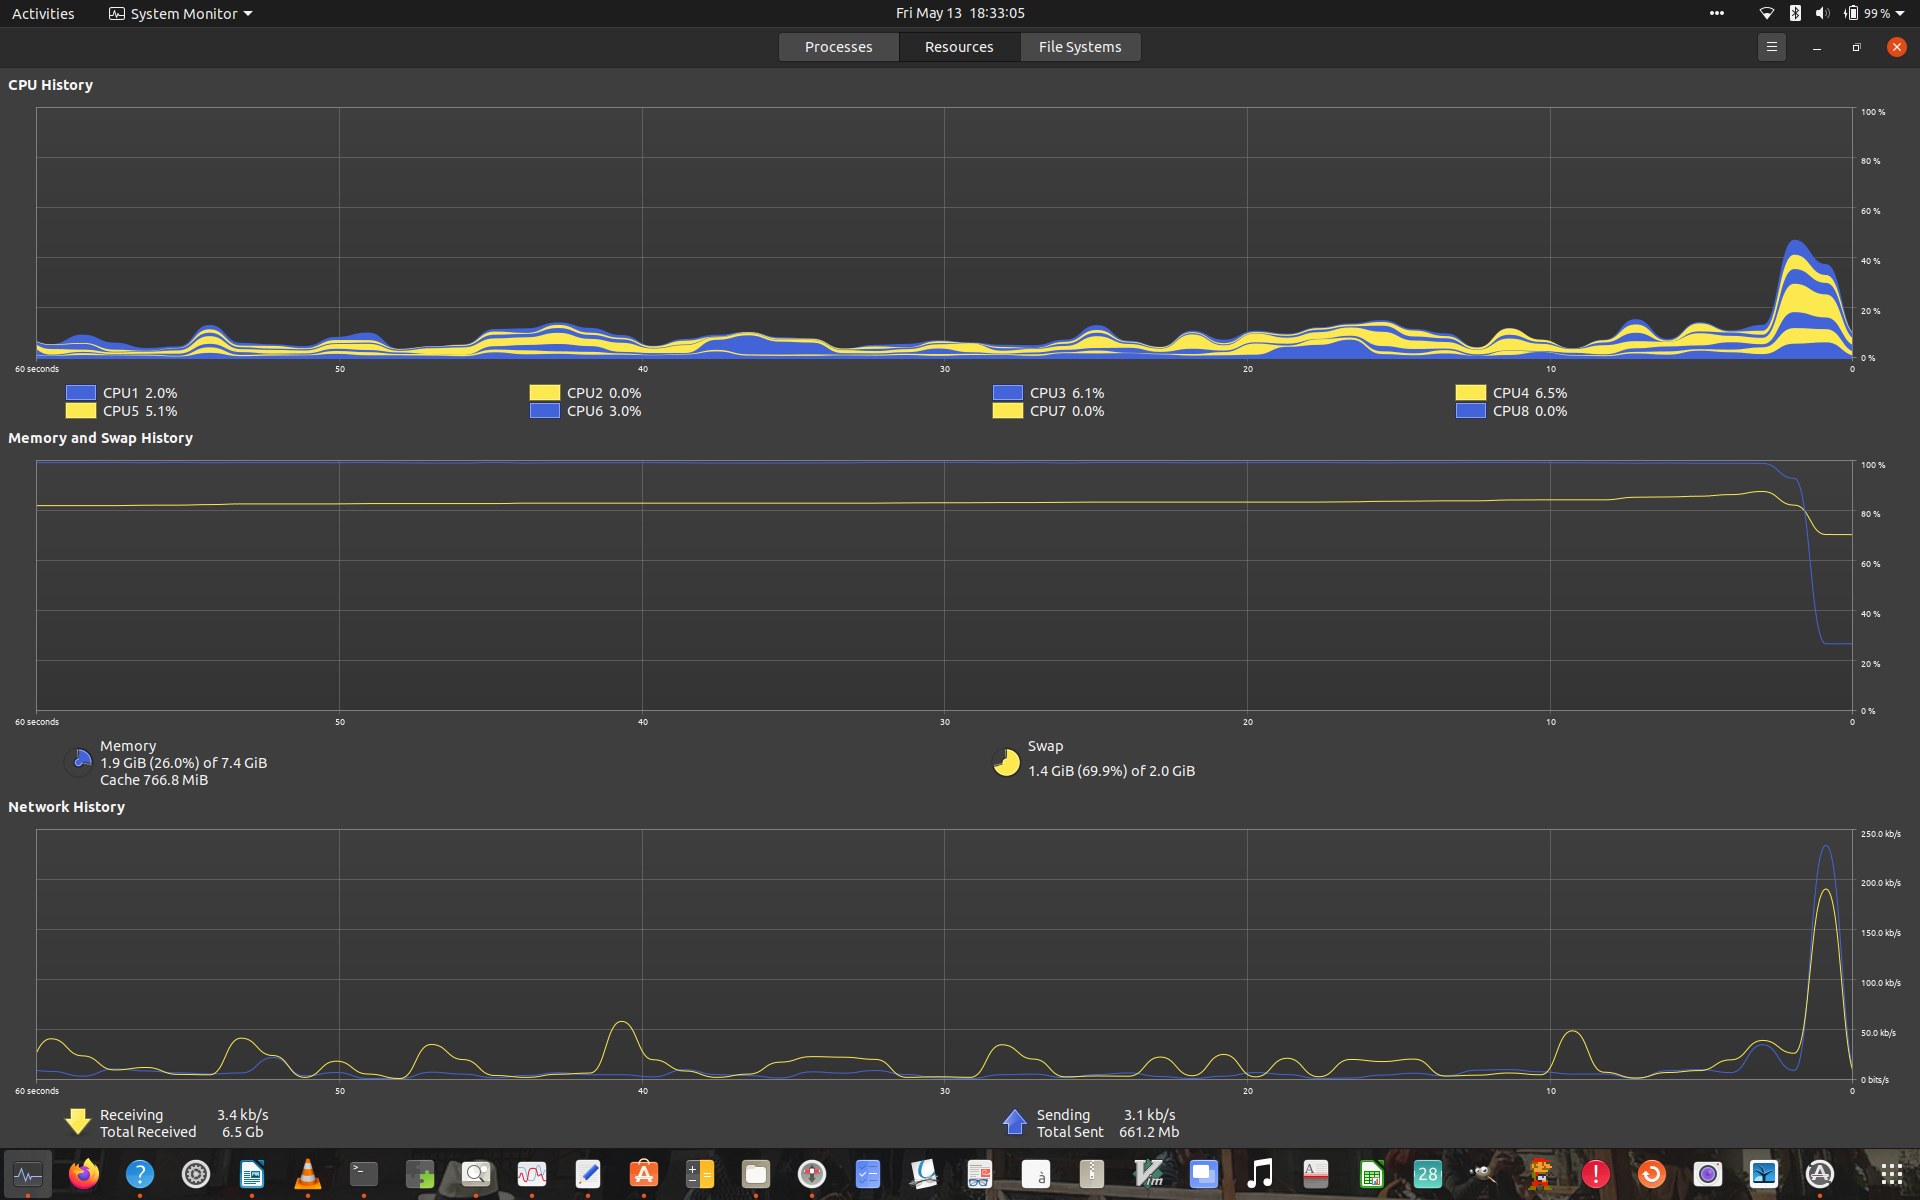 Activities
System Monitor
Fri May 13 18:33:05
99 %
Processes
Resources
File Systems
CPU History
100 %
80 %
60 %
40 %
20 %
0 %
60 seconds
50
40
30
20
10
0
CPU1 2.0%
CPU2 0.0%
CPU3 6.1%
CPU4 6.5%
CPU5 5.1%
CPU6 3.0%
CPU7 0.0%
CPU8 0.0%
Memory and Swap History
100 %
80 %
60 %
40 %
20 %
0 %
60 seconds
50
40
30
20
10
0
Memory
1.9 GiB (26.0%) of 7.4 GiB
Cache 766.8 MiB
Swap
1.4 GiB (69.9%) of 2.0 GiB
Network History
250.0 kb/s
200.0 kb/s
150.0 kb/s
100.0 kb/s
50.0 kb/s
0 bits/s
60 seconds
50
40
30
20
10
0
Receiving 3.4 kb/s
Total Received 6.5 Gb
Sending 3.1 kb/s
Total Sent 661.2 Mb
?
>_
à
Vim
A
28
!